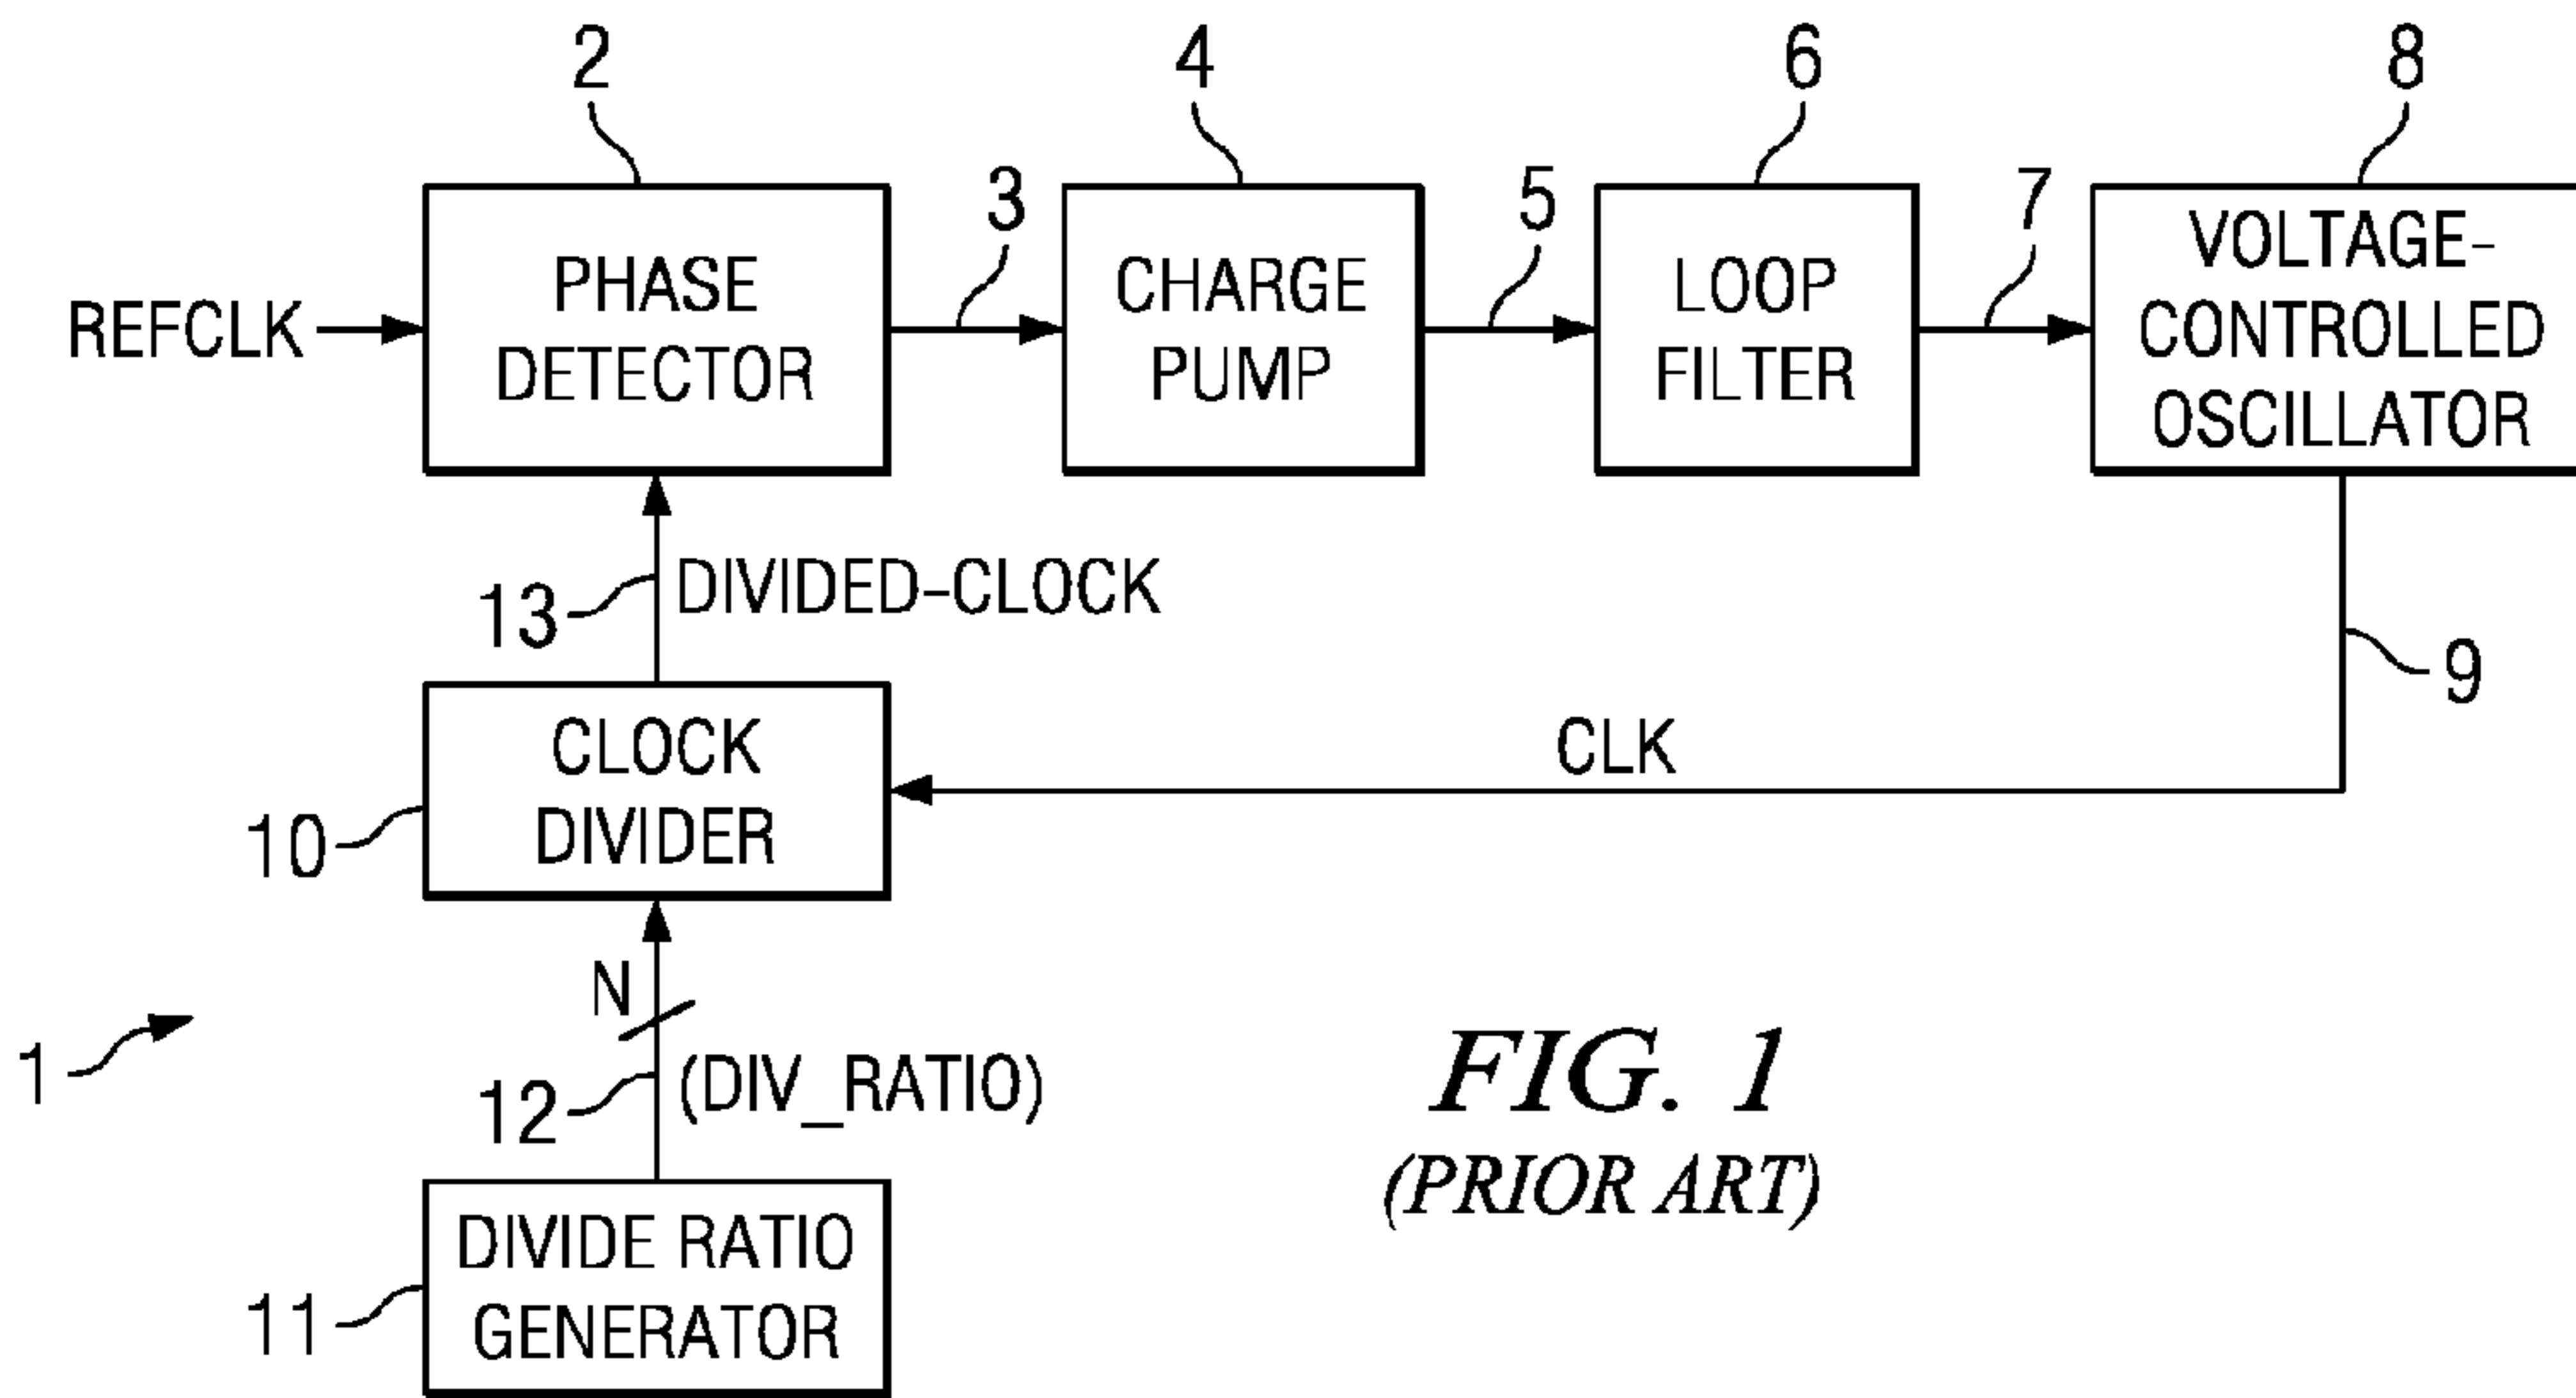 2
4
6
8
3
5
7
PHASE
DETECTOR
CHARGE
PUMP
LOOP
FILTER
VOLTAGE-
CONTROLLED
OSCILLATOR
REFCLK
13
DIVIDED-CLOCK
9
CLOCK
DIVIDER
CLK
10
N
1
12
(DIV_RATIO)
DIVIDE RATIO
GENERATOR
11
FIG. 1
(PRIOR ART)